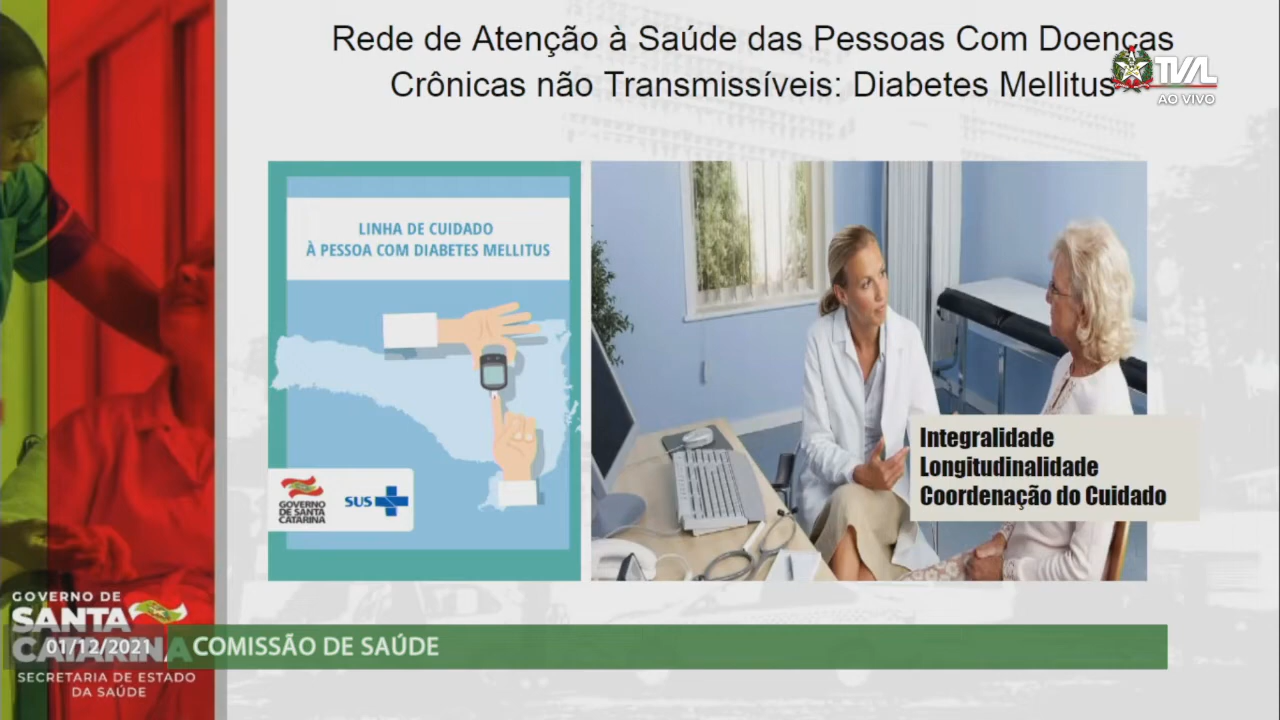 Rede de Atenção à Saúde das Pessoas Com Doenças
Crônicas não Transmissíveis: Diabetes Mellitus
TVAL
AO VIVO
LINHA DE CUIDADO
À PESSOA COM DIABETES MELLITUS
GOVERNO
DE SANTA
CATARINA
SUS
Integralidade
Longitudinalidade
Coordenação do Cuidado
GOVERNO DE
SANTA
CATARINA
01/12/2021
COMISSÃO DE SAÚDE
SECRETARIA DE ESTADO
DA SAÚDE